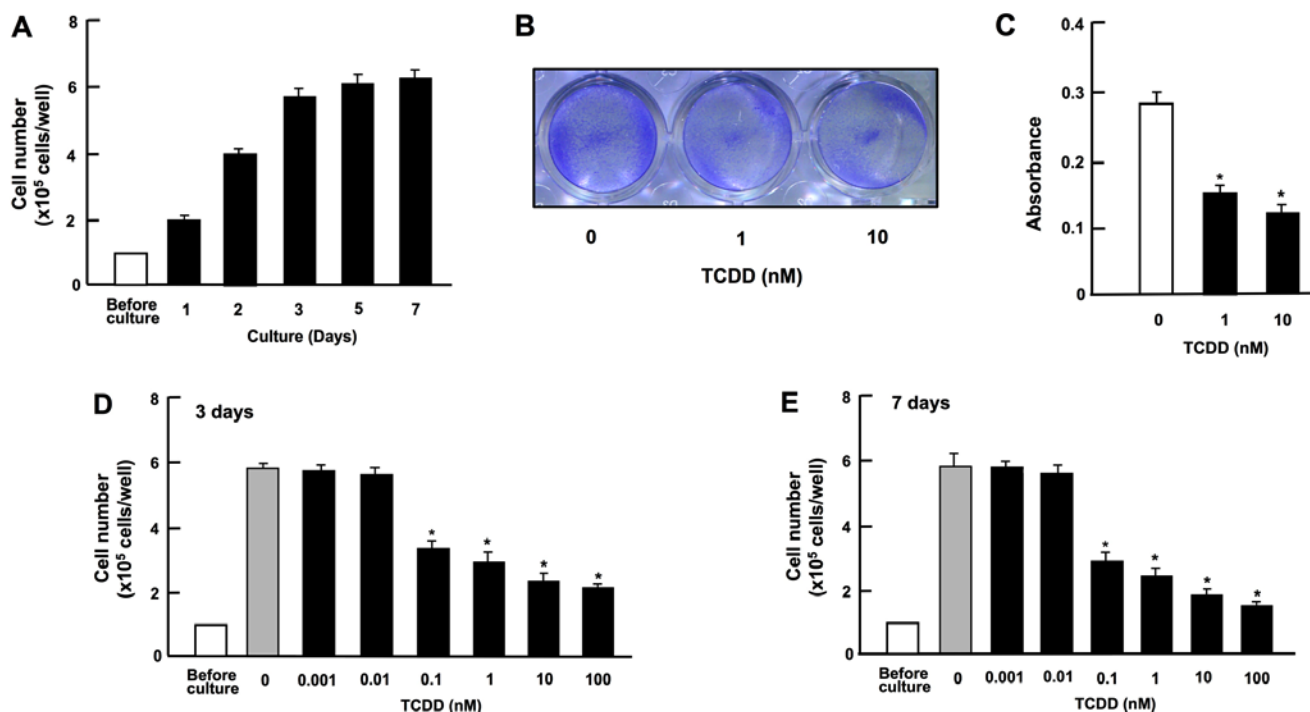 A
Cell number
(x10⁵ cells/well)
8
6
4
2
0
Before
culture
1
2
3
5
7
Culture (Days)
B
0
1
10
TCDD (nM)
C
Absorbance
0.4
0.3
0.2
0.1
0
*
*
0
1
10
TCDD (nM)
D
3 days
Cell number
(x10⁵ cells/well)
8
6
4
2
0
*
*
*
*
Before
culture
0
0.001
0.01
0.1
1
10
100
TCDD (nM)
E
7 days
Cell number
(x10⁵ cells/well)
8
6
4
2
0
*
*
*
*
Before
culture
0
0.001
0.01
0.1
1
10
100
TCDD (nM)